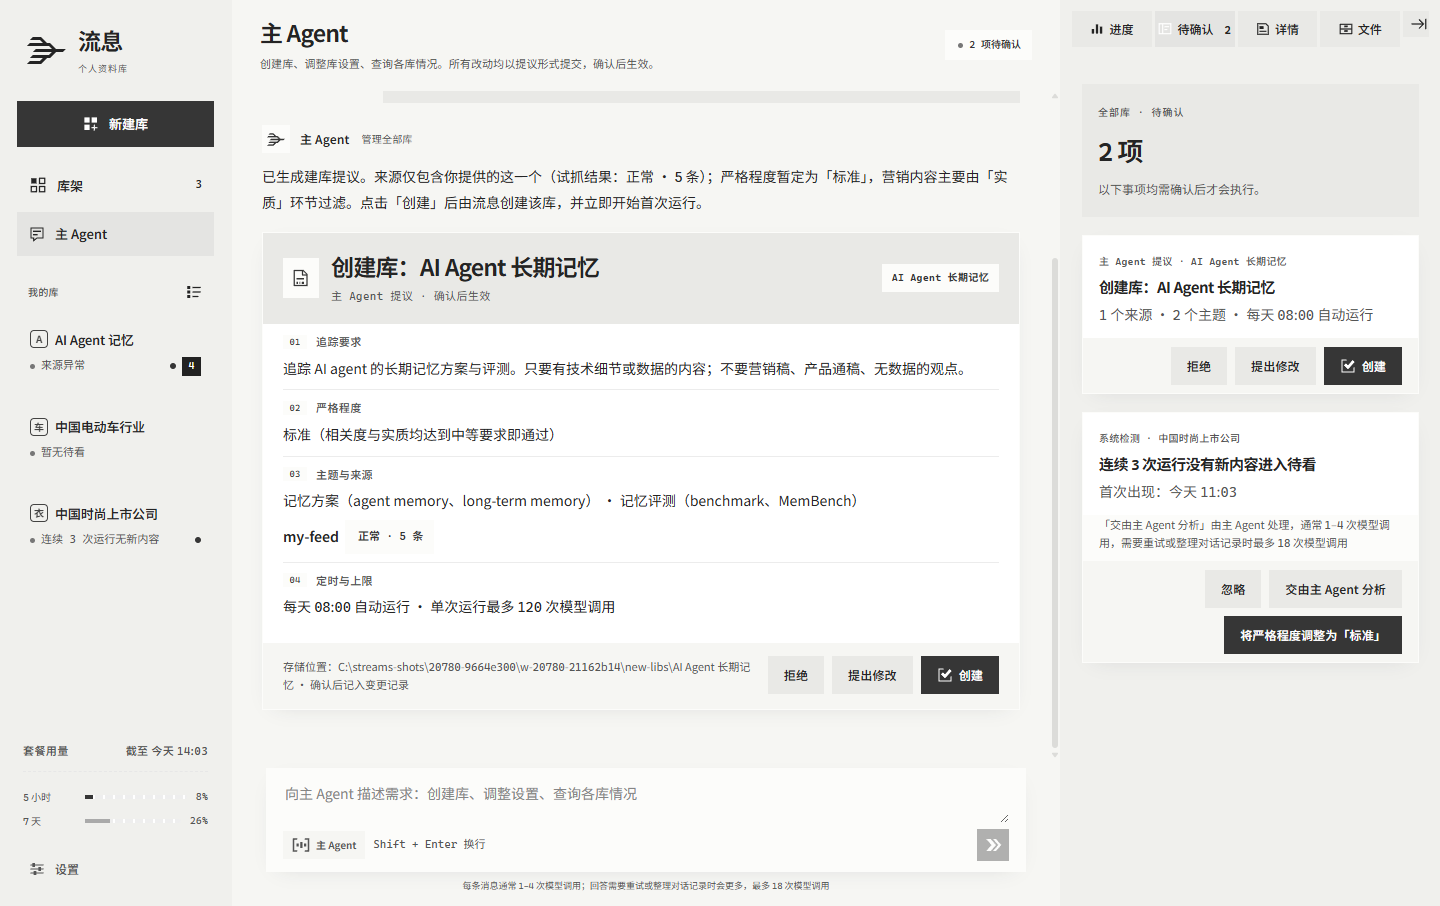 流息
个人资料库
新建库
库架 3
主 Agent
我的库
A AI Agent 记忆
来源异常 4
车 中国电动车行业
暂无待看
衣 中国时尚上市公司
连续 3 次运行无新内容
套餐用量 截至 今天 14:03
5 小时 8%
7 天 26%
设置
主 Agent
创建库、调整库设置、查询各库情况。所有改动均以提议形式提交，确认后生效。
2 项待确认
主 Agent 管理全部库
已生成建库提议。来源仅包含你提供的这一个（试抓结果：正常 · 5 条）；严格程度暂定为「标准」，营销内容主要由「实
质」环节过滤。点击「创建」后由流息创建该库，并立即开始首次运行。
创建库：AI Agent 长期记忆
主 Agent 提议 · 确认后生效
AI Agent 长期记忆
01 追踪要求
追踪 AI agent 的长期记忆方案与评测。只要有技术细节或数据的内容；不要营销稿、产品通稿、无数据的观点。
02 严格程度
标准（相关度与实质均达到中等要求即通过）
03 主题与来源
记忆方案（agent memory、long-term memory） · 记忆评测（benchmark、MemBench）
my-feed 正常 · 5 条
04 定时与上限
每天 08:00 自动运行 · 单次运行最多 120 次模型调用
存储位置：C:\streams-shots\20780-9664e300\w-20780-21162b14\new-libs\AI Agent 长期记
忆 · 确认后记入变更记录
拒绝 提出修改 创建
向主 Agent 描述需求：创建库、调整设置、查询各库情况
主 Agent Shift + Enter 换行
每条消息通常 1–4 次模型调用；回答需要重试或整理对话记录时会更多，最多 18 次模型调用
进度 待确认 2 详情 文件
全部库 · 待确认
2 项
以下事项均需确认后才会执行。
主 Agent 提议 · AI Agent 长期记忆
创建库：AI Agent 长期记忆
1 个来源 · 2 个主题 · 每天 08:00 自动运行
拒绝 提出修改 创建
系统检测 · 中国时尚上市公司
连续 3 次运行没有新内容进入待看
首次出现：今天 11:03
「交由主 Agent 分析」由主 Agent 处理，通常 1–4 次模型调
用，需要重试或整理对话记录时最多 18 次模型调用
忽略 交由主 Agent 分析
将严格程度调整为「标准」